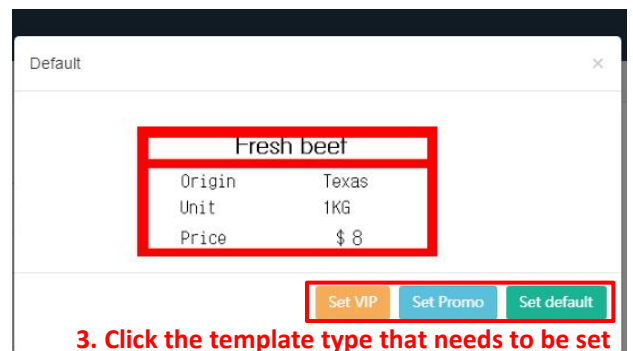 Default ×
Fresh beef
Origin Texas
Unit 1KG
Price $ 8
Set VIP Set Promo Set default
3. Click the template type that needs to be set